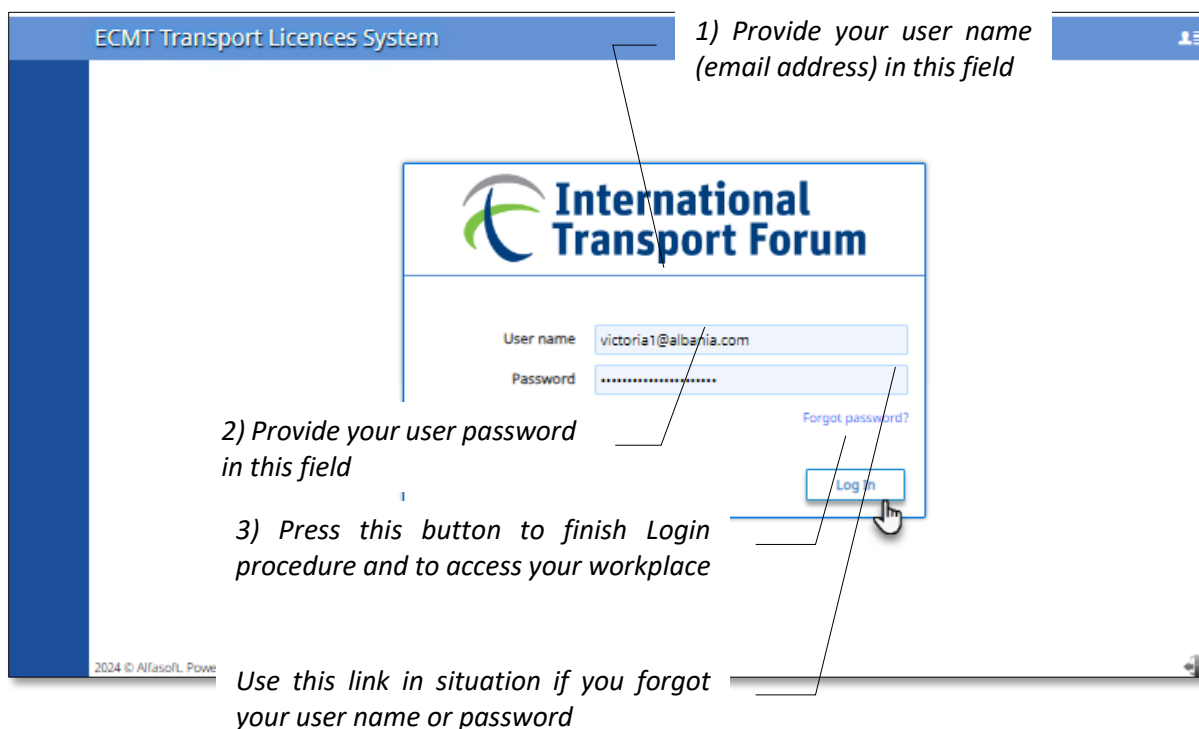 ECMT Transport Licences System
1) Provide your user name
(email address) in this field
International
Transport Forum
User name
victoria1@albania.com
Password
Forgot password?
2) Provide your user password
in this field
Log In
3) Press this button to finish Login
procedure and to access your workplace
2024 © Alfasoft. Powe
Use this link in situation if you forgot
your user name or password